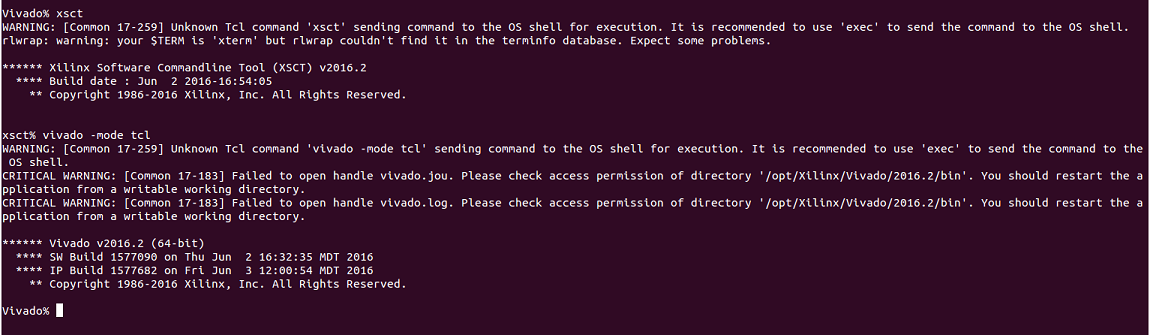 Vivado% xsct
WARNING: [Common 17-259] Unknown Tcl command 'xsct' sending command to the OS shell for execution. It is recommended to use 'exec' to send the command to the OS shell.
rlwrap: warning: your $TERM is 'xterm' but rlwrap couldn't find it in the terminfo database. Expect some problems.
****** Xilinx Software Commandline Tool (XSCT) v2016.2
**** Build date : Jun  2 2016-16:54:05
** Copyright 1986-2016 Xilinx, Inc. All Rights Reserved.
xsct% vivado -mode tcl
WARNING: [Common 17-259] Unknown Tcl command 'vivado -mode tcl' sending command to the OS shell for execution. It is recommended to use 'exec' to send the command to the
OS shell.
CRITICAL WARNING: [Common 17-183] Failed to open handle vivado.jou. Please check access permission of directory '/opt/Xilinx/Vivado/2016.2/bin'. You should restart the a
pplication from a writable working directory.
CRITICAL WARNING: [Common 17-183] Failed to open handle vivado.log. Please check access permission of directory '/opt/Xilinx/Vivado/2016.2/bin'. You should restart the a
pplication from a writable working directory.
****** Vivado v2016.2 (64-bit)
**** SW Build 1577090 on Thu Jun  2 16:32:35 MDT 2016
**** IP Build 1577682 on Fri Jun  3 12:00:54 MDT 2016
** Copyright 1986-2016 Xilinx, Inc. All Rights Reserved.
Vivado%